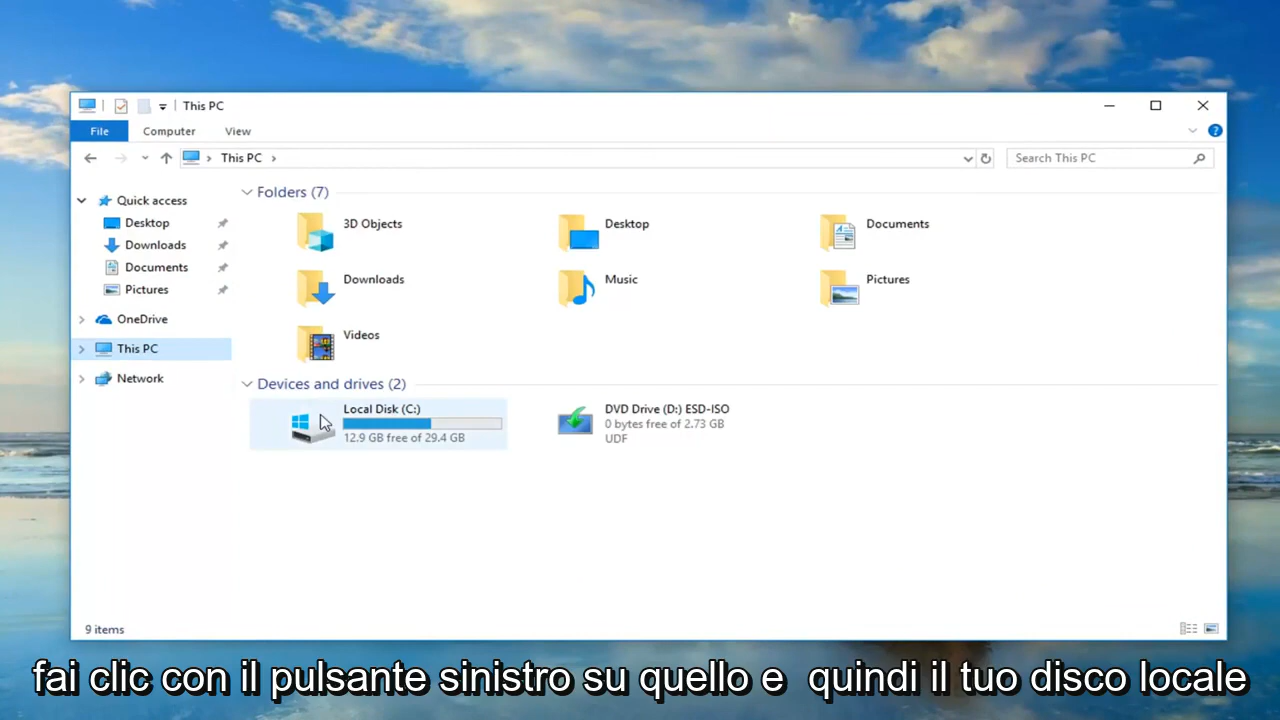 This PC
File Computer View
This PC
Search This PC
Quick access
Desktop
Downloads
Documents
Pictures
OneDrive
This PC
Network
Folders (7)
3D Objects
Desktop
Documents
Downloads
Music
Pictures
Videos
Devices and drives (2)
Local Disk (C:)
12.9 GB free of 29.4 GB
DVD Drive (D:) ESD-ISO
0 bytes free of 2.73 GB
UDF
9 items
fai clic con il pulsante sinistro su quello e quindi il tuo disco locale